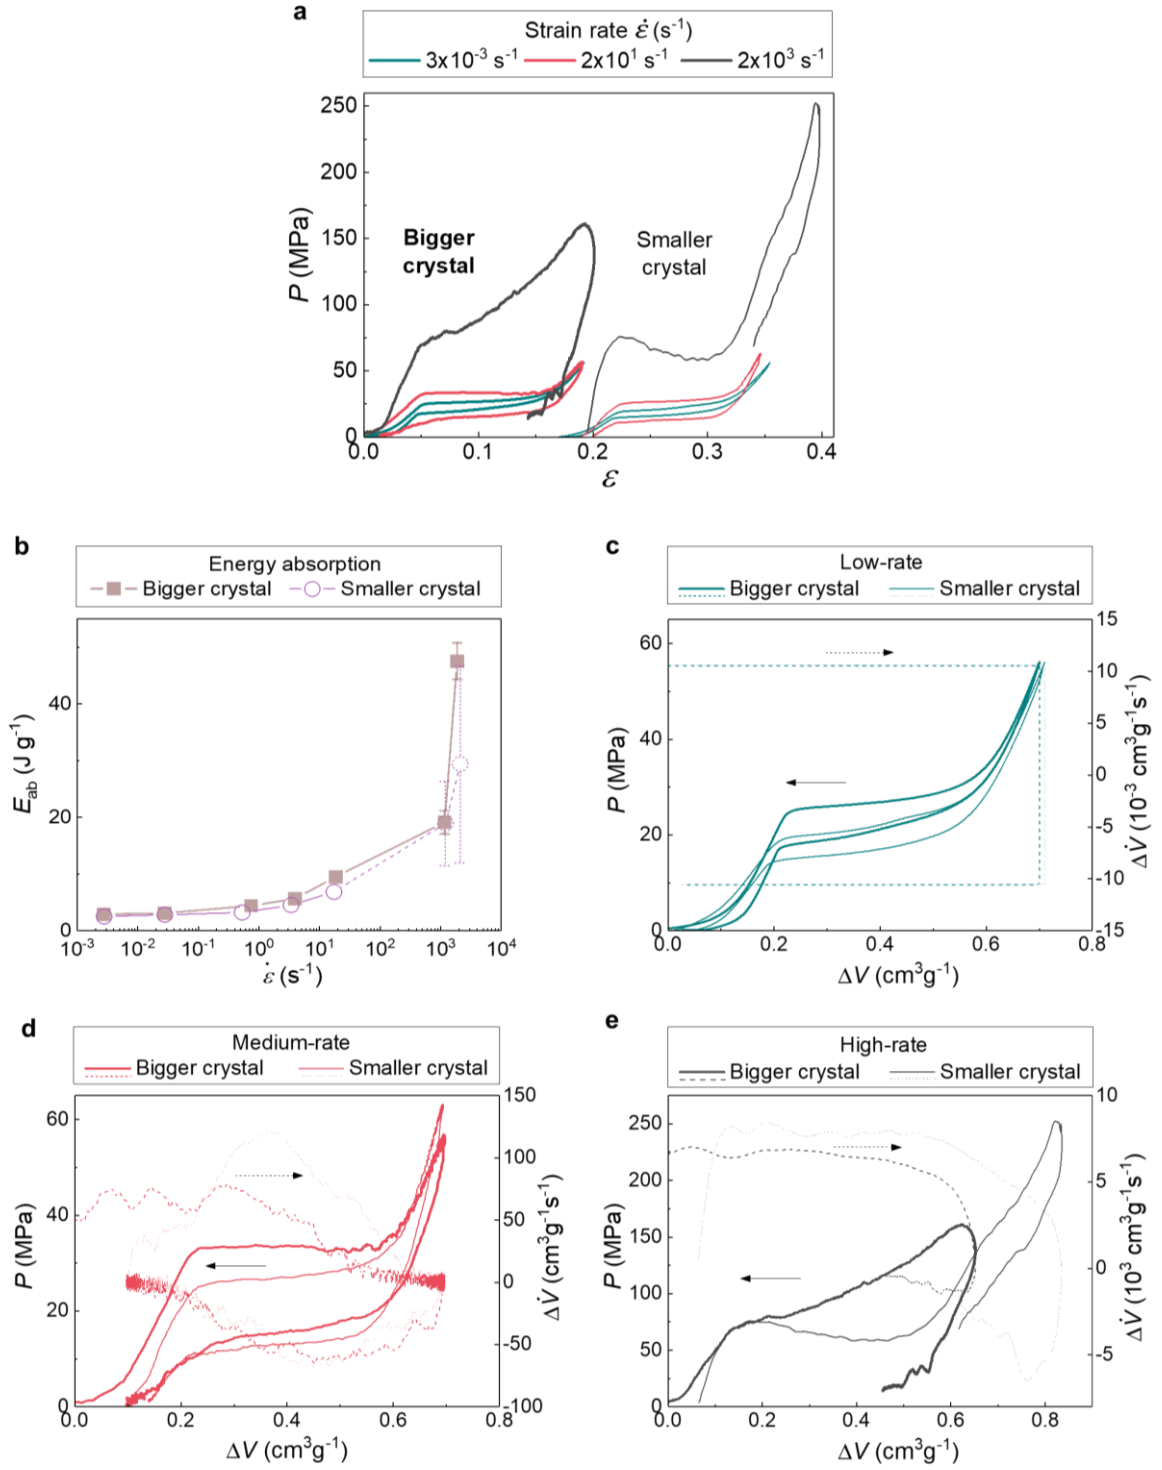 a
Strain rate ε̇ (s⁻¹)
3x10⁻³ s⁻¹ 2x10¹ s⁻¹ 2x10³ s⁻¹
250
200
150
100
50
0
P (MPa)
Bigger crystal
Smaller crystal
0.0 0.1 0.2 0.3 0.4
ε
b
Energy absorption
Bigger crystal Smaller crystal
40
20
0
E_ab (J g⁻¹)
10⁻³ 10⁻² 10⁻¹ 10⁰ 10¹ 10² 10³ 10⁴
ε̇ (s⁻¹)
c
Low-rate
Bigger crystal Smaller crystal
60
40
20
0
P (MPa)
15
10
5
0
-5
-10
-15
ΔV̇ (10⁻³ cm³g⁻¹s⁻¹)
0.0 0.2 0.4 0.6 0.8
ΔV (cm³g⁻¹)
d
Medium-rate
Bigger crystal Smaller crystal
60
40
20
0
P (MPa)
150
100
50
0
-50
-100
ΔV̇ (cm³g⁻¹s⁻¹)
0.0 0.2 0.4 0.6 0.8
ΔV (cm³g⁻¹)
e
High-rate
Bigger crystal Smaller crystal
250
200
150
100
50
0
P (MPa)
10
5
0
-5
ΔV̇ (10³ cm³g⁻¹s⁻¹)
0.0 0.2 0.4 0.6 0.8
ΔV (cm³g⁻¹)